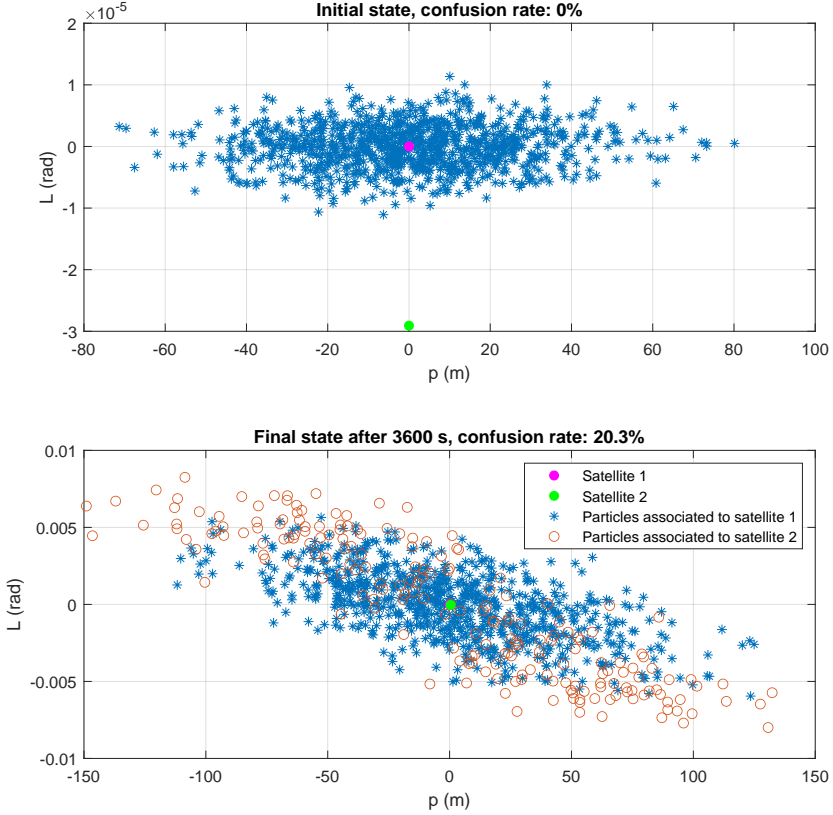 Initial state, confusion rate: 0%
×10⁻⁵
2
1
0
-1
-2
-3
L (rad)
-80 -60 -40 -20 0 20 40 60 80 100
p (m)
Final state after 3600 s, confusion rate: 20.3%
0.01
0.005
0
-0.005
-0.01
L (rad)
Satellite 1
Satellite 2
Particles associated to satellite 1
Particles associated to satellite 2
-150 -100 -50 0 50 100 150
p (m)